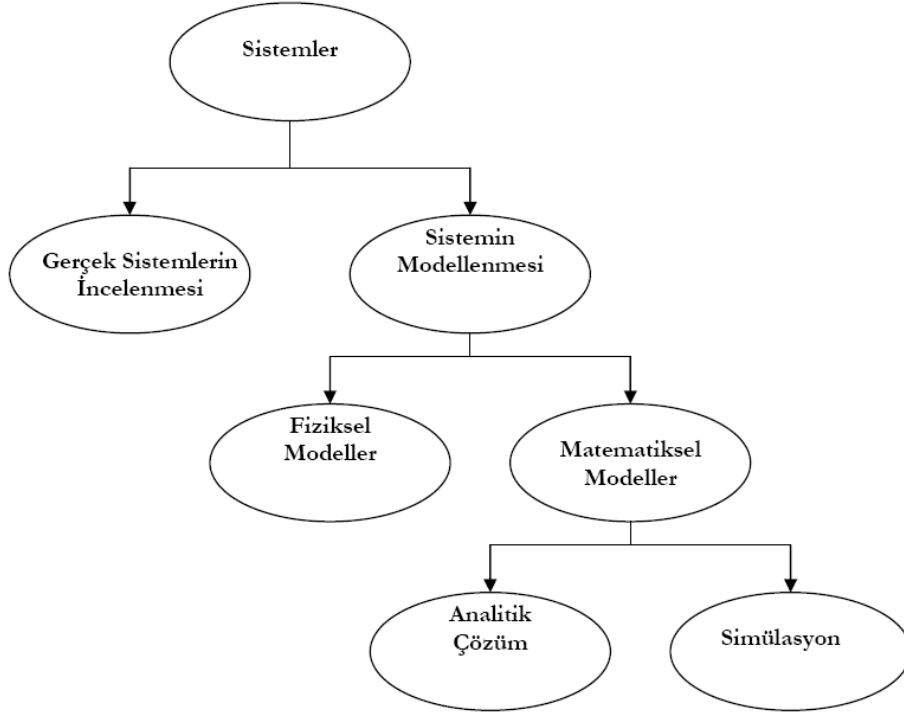 Sistemler
Gerçek Sistemlerin
İncelenmesi
Sistemin
Modellenmesi
Fiziksel
Modeller
Matematiksel
Modeller
Analitik
Çözüm
Simülasyon